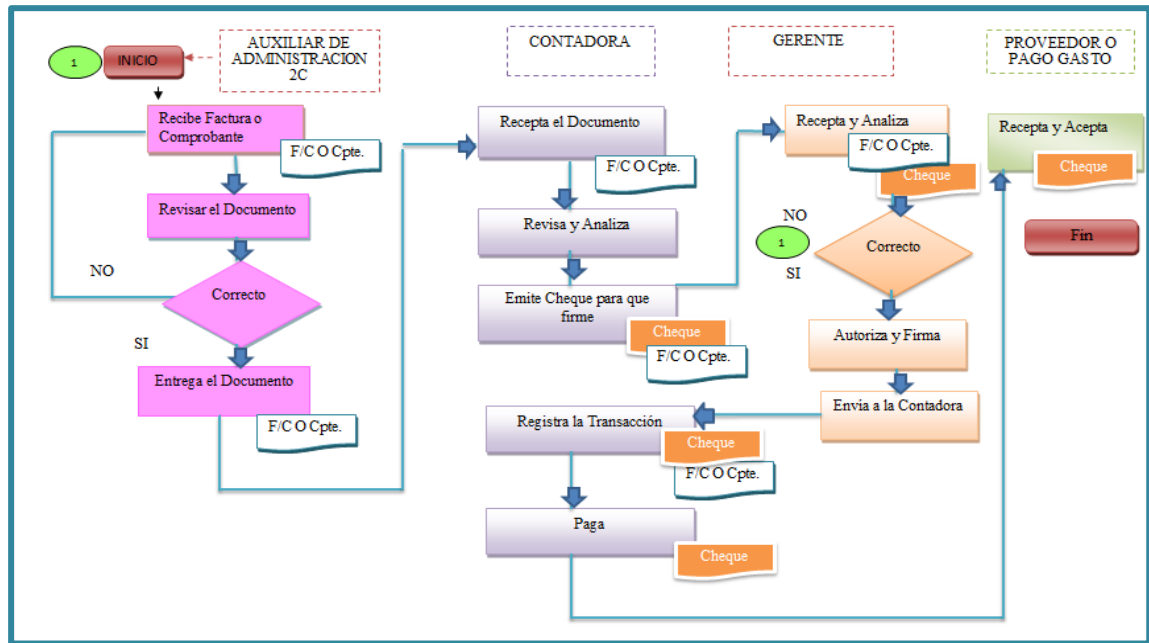 1
INICIO
AUXILIAR DE
ADMINISTRACION
2C
Recibe Factura o
Comprobante
F/C O Cpte.
Revisar el Documento
NO
Correcto
SI
Entrega el Documento
F/C O Cpte.
CONTADORA
Recepta el Documento
F/C O Cpte.
Revisa y Analiza
Emite Cheque para que
firme
Cheque
F/C O Cpte.
Registra la Transacción
Cheque
F/C O Cpte.
Paga
Cheque
GERENTE
Recepta y Analiza
F/C O Cpte.
Cheque
NO
1
SI
Correcto
Autoriza y Firma
Envía a la Contadora
PROVEEDOR O
PAGO GASTO
Recepta y Acepta
Cheque
Fin